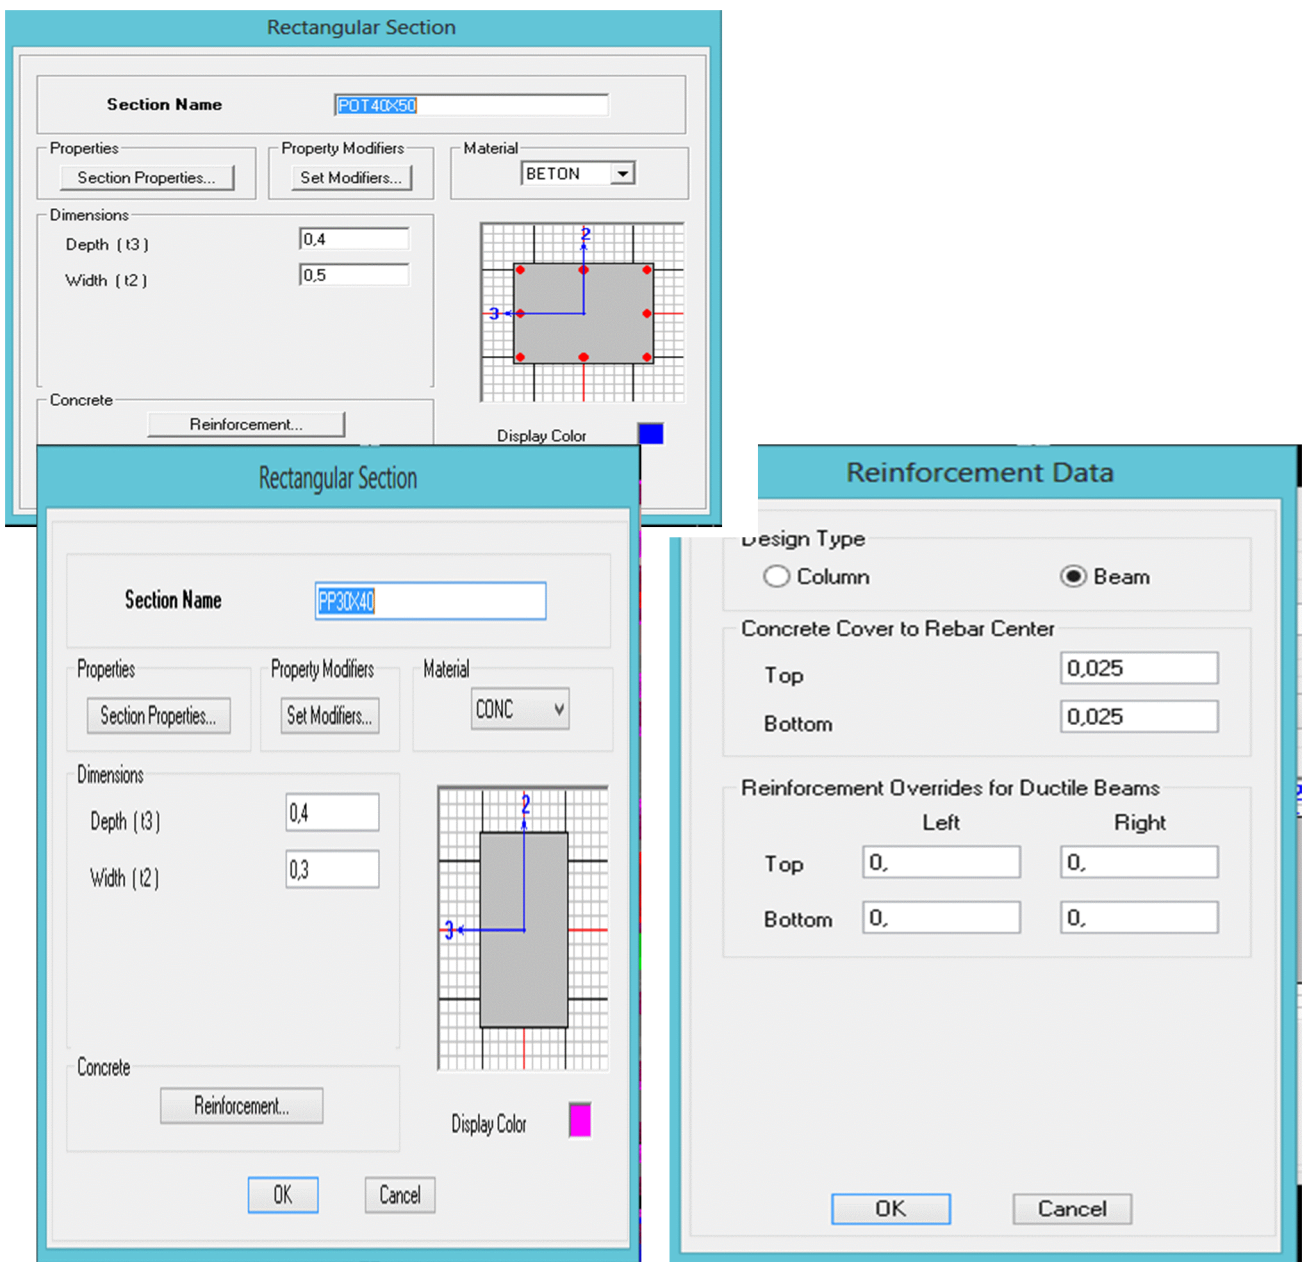 Rectangular Section
Section Name POT40X50
Properties Property Modifiers Material
Section Properties... Set Modifiers... BETON
Dimensions
Depth ( t3 ) 0,4
Width ( t2 ) 0,5
2
3
Concrete
Reinforcement...
Display Color
Rectangular Section
Section Name PP30X40
Properties Property Modifiers Material
Section Properties... Set Modifiers... CONC
Dimensions
Depth ( t3 ) 0,4
Width ( t2 ) 0,3
2
3
Concrete
Reinforcement...
Display Color
OK Cancel
Reinforcement Data
Design Type
Column Beam
Concrete Cover to Rebar Center
Top 0,025
Bottom 0,025
Reinforcement Overrides for Ductile Beams
Left Right
Top 0, 0,
Bottom 0, 0,
OK Cancel